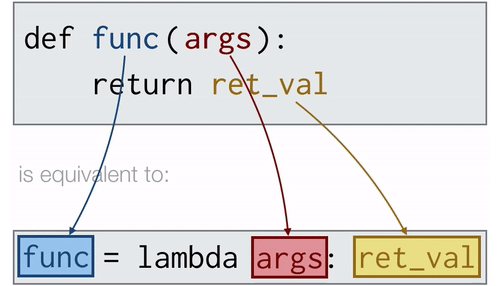 def func(args):
    return ret_val
is equivalent to:
func = lambda args: ret_val